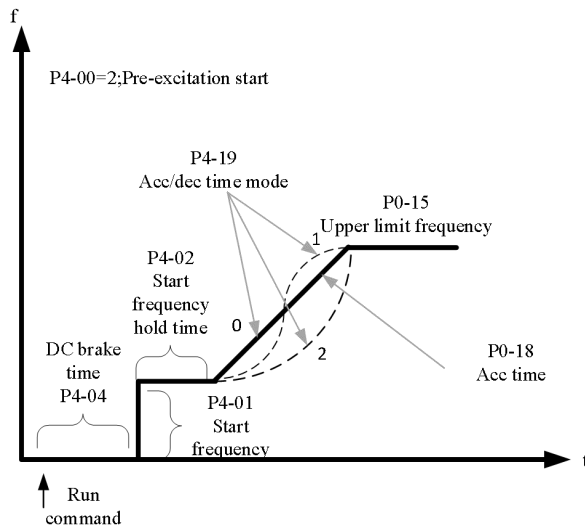 f
P4-00=2;Pre-excitation start
P4-19
Acc/dec time mode
P0-15
Upper limit frequency
1
P4-02
Start
frequency
hold time
0
2
DC brake
time
P4-04
P0-18
Acc time
P4-01
Start
frequency
t
Run
command